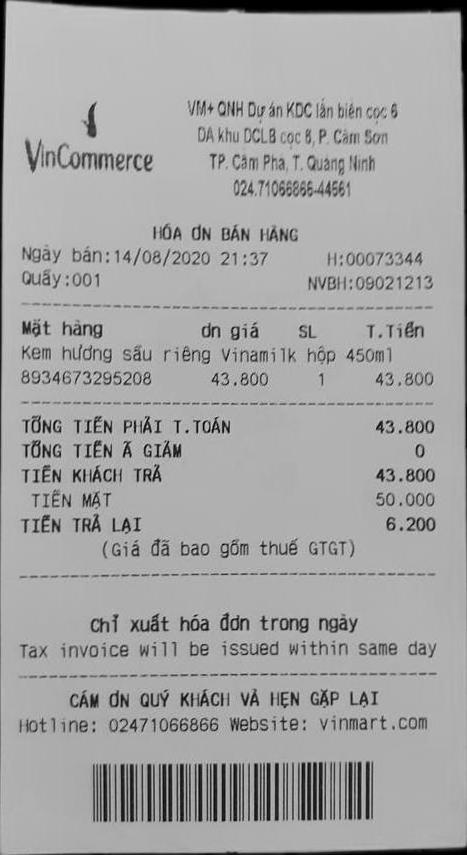 VM+ QNH Dự án KDC lấn biển cọc 6
DA khu DCLB cọc 6, P. Cẩm Sơn
VinCommerce
TP. Cẩm Phả, T. Quảng Ninh
024.71066866-44561
HÓA ƠN BÁN HÀNG
Ngày bán:14/08/2020 21:37 H:00073344
Quầy:001 NVBH:09021213
Mặt hàng ơn giá SL T.Tiền
Kem hương sầu riêng Vinamilk hộp 450ml
8934673295208 43.800 1 43.800
TỔNG TIỀN PHẢI T.TOÁN 43.800
TỔNG TIỀN Ã GIẢM 0
TIỀN KHÁCH TRẢ 43.800
TIỀN MẶT 50.000
TIỀN TRẢ LẠI 6.200
(Giá đã bao gồm thuế GTGT)
Chỉ xuất hóa đơn trong ngày
Tax invoice will be issued within same day
CÁM ƠN QUÝ KHÁCH VÀ HẸN GẶP LẠI
Hotline: 02471066866 Website: vinmart.com